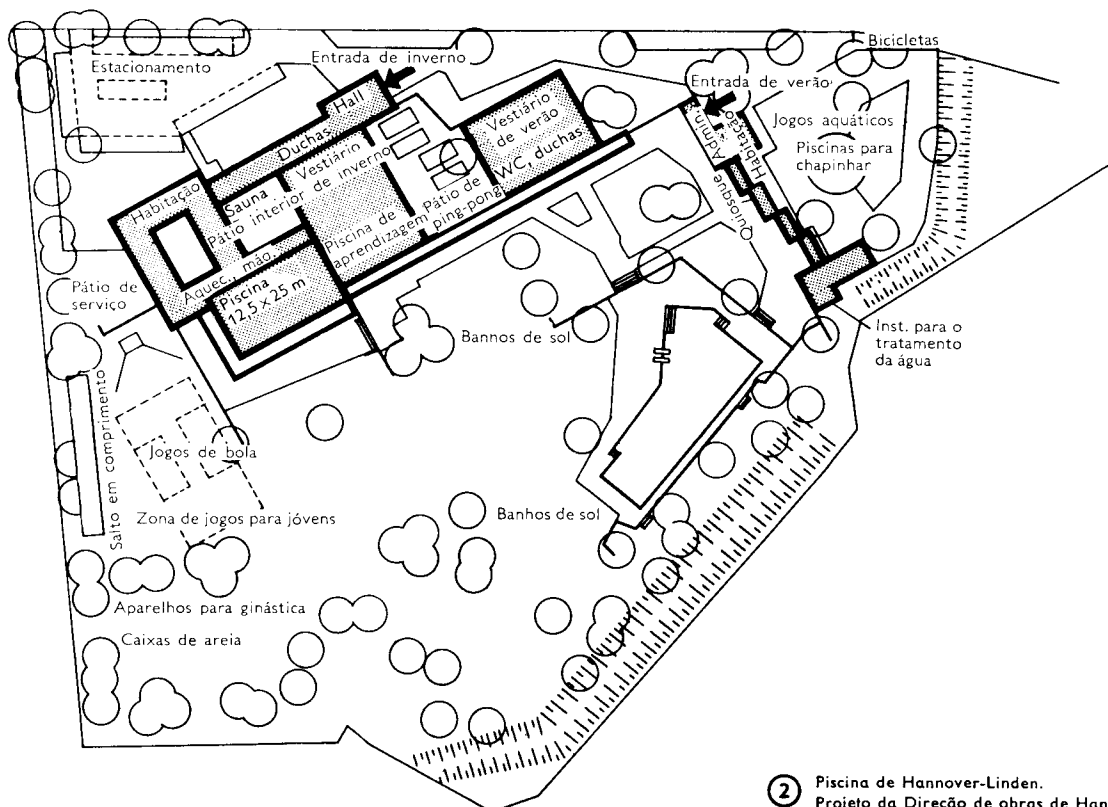 Bicicletas
Estacionamento
Entrada de inverno
Entrada de verão
Hall
Duchas
Vestiário
de verão
WC, duchas
Admin.
Habitação
Quiosque
Jogos aquáticos
Piscinas para
chapinhar
Habitação
Sauna
Vestiário
Pátio interior de inverno
Piscina de
aprendizagem
Pátio de
ping-pong
Aquec., máq.
Piscina
12,5 x 25 m
Pátio de
serviço
Bannos de sol
Inst. para o
tratamento
da água
Salto em comprimento
Jogos de bola
Zona de jogos para jóvens
Banhos de sol
Aparelhos para ginástica
Caixas de areia
2 Piscina de Hannover-Linden.
Projeto da Direção de obras de Han